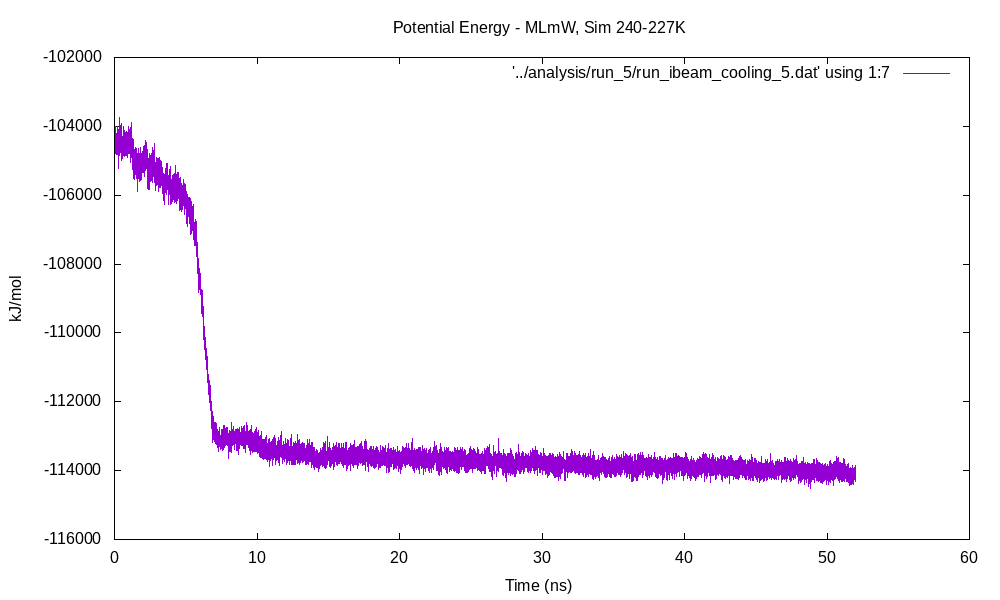 Potential Energy - MLmW, Sim 240-227K
'../analysis/run_5/run_ibeam_cooling_5.dat' using 1:7
-102000
-104000
-106000
-108000
-110000
-112000
-114000
-116000
kJ/mol
0 10 20 30 40 50 60
Time (ns)